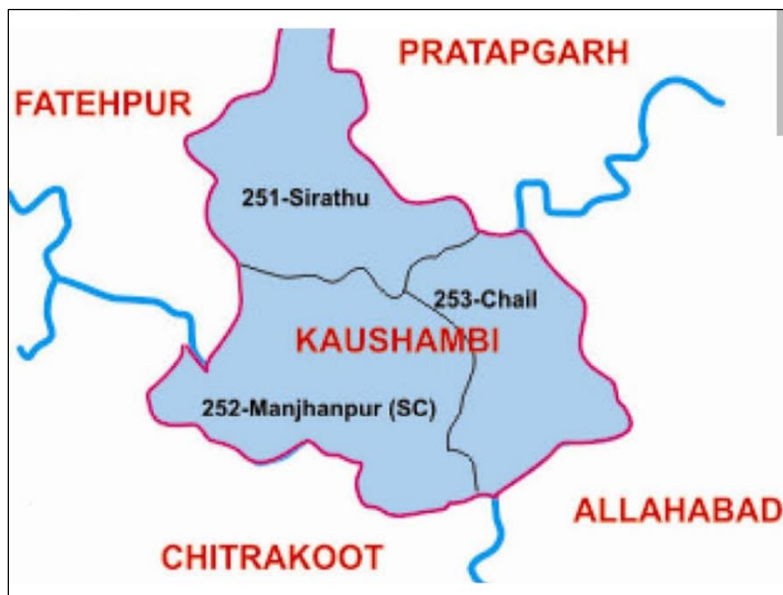 PRATAPGARH
FATEHPUR
251-Sirathu
253-Chail
KAUSHAMBI
252-Manjhanpur (SC)
ALLAHABAD
CHITRAKOOT